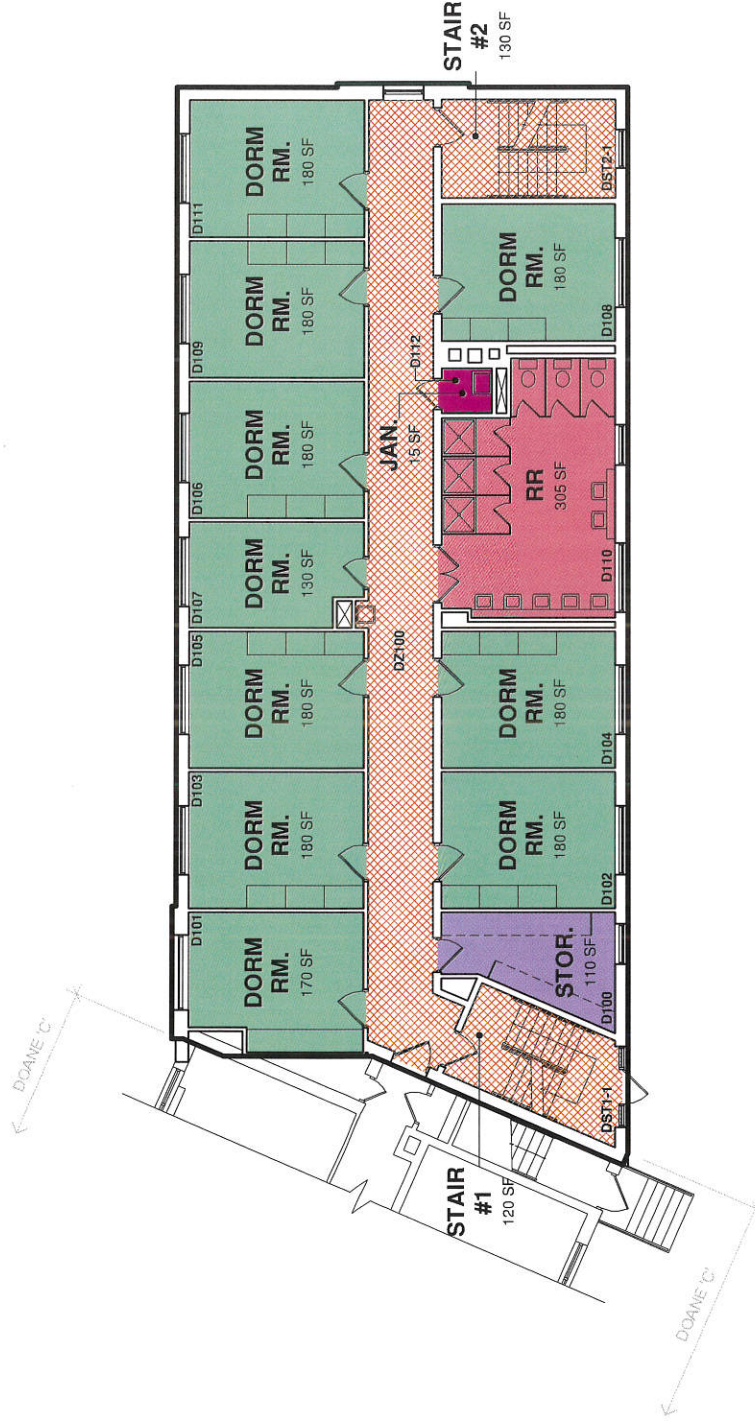 STAIR
#2
130 SF
D111
DORM
RM.
180 SF
DST2-1
D109
DORM
RM.
180 SF
DORM
RM.
180 SF
D108
D106
DORM
RM.
180 SF
D112
JAN.
15 SF
RR
305 SF
D110
D107
DORM
RM.
130 SF
DZ100
D105
DORM
RM.
180 SF
DORM
RM.
180 SF
D104
D103
DORM
RM.
180 SF
DORM
RM.
180 SF
D102
D101
DORM
RM.
170 SF
STOR.
110 SF
D100
DST1-1
STAIR
#1
120 SF
DOANE 'C'
DOANE 'C'